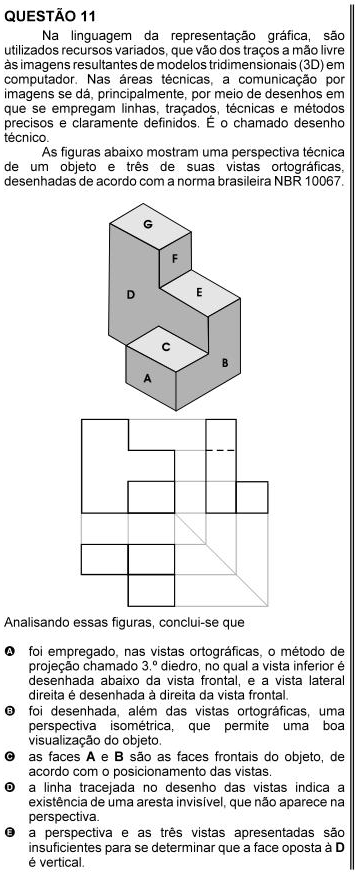 QUESTÃO 11
Na linguagem da representação gráfica, são
utilizados recursos variados, que vão dos traços a mão livre
às imagens resultantes de modelos tridimensionais (3D) em
computador. Nas áreas técnicas, a comunicação por
imagens se dá, principalmente, por meio de desenhos em
que se empregam linhas, traçados, técnicas e métodos
precisos e claramente definidos. É o chamado desenho
técnico.
As figuras abaixo mostram uma perspectiva técnica
de um objeto e três de suas vistas ortográficas,
desenhadas de acordo com a norma brasileira NBR 10067.
G
F
D
E
C
B
A
Analisando essas figuras, conclui-se que
A foi empregado, nas vistas ortográficas, o método de
projeção chamado 3.º diedro, no qual a vista inferior é
desenhada abaixo da vista frontal, e a vista lateral
direita é desenhada à direita da vista frontal.
B foi desenhada, além das vistas ortográficas, uma
perspectiva isométrica, que permite uma boa
visualização do objeto.
C as faces A e B são as faces frontais do objeto, de
acordo com o posicionamento das vistas.
D a linha tracejada no desenho das vistas indica a
existência de uma aresta invisível, que não aparece na
perspectiva.
E a perspectiva e as três vistas apresentadas são
insuficientes para se determinar que a face oposta à D
é vertical.